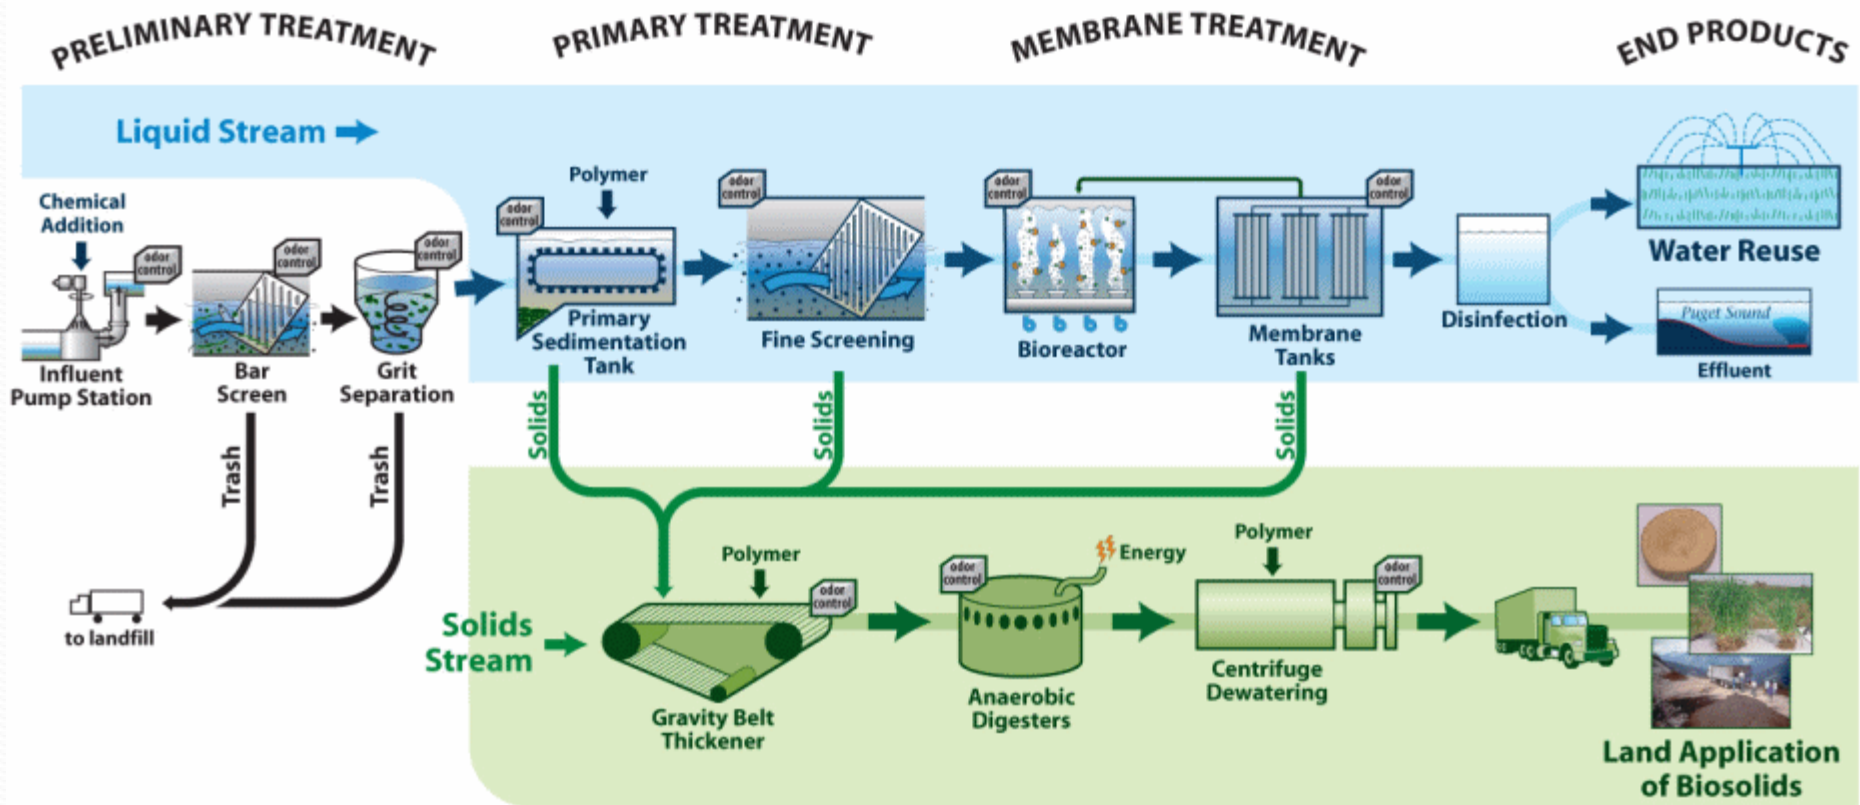 PRELIMINARY TREATMENT
PRIMARY TREATMENT
MEMBRANE TREATMENT
END PRODUCTS
Liquid Stream
Chemical
Addition
odor
control
Influent
Pump Station
odor
control
Bar
Screen
odor
control
Grit
Separation
odor
control
Polymer
Primary
Sedimentation
Tank
odor
control
Fine Screening
odor
control
Bioreactor
odor
control
Membrane
Tanks
Disinfection
Water Reuse
Puget Sound
Effluent
Trash
Trash
to landfill
Solids
Solids
Solids
Solids
Stream
Polymer
odor
control
Gravity Belt
Thickener
odor
control
Energy
Anaerobic
Digesters
Polymer
odor
control
Centrifuge
Dewatering
Land Application
of Biosolids